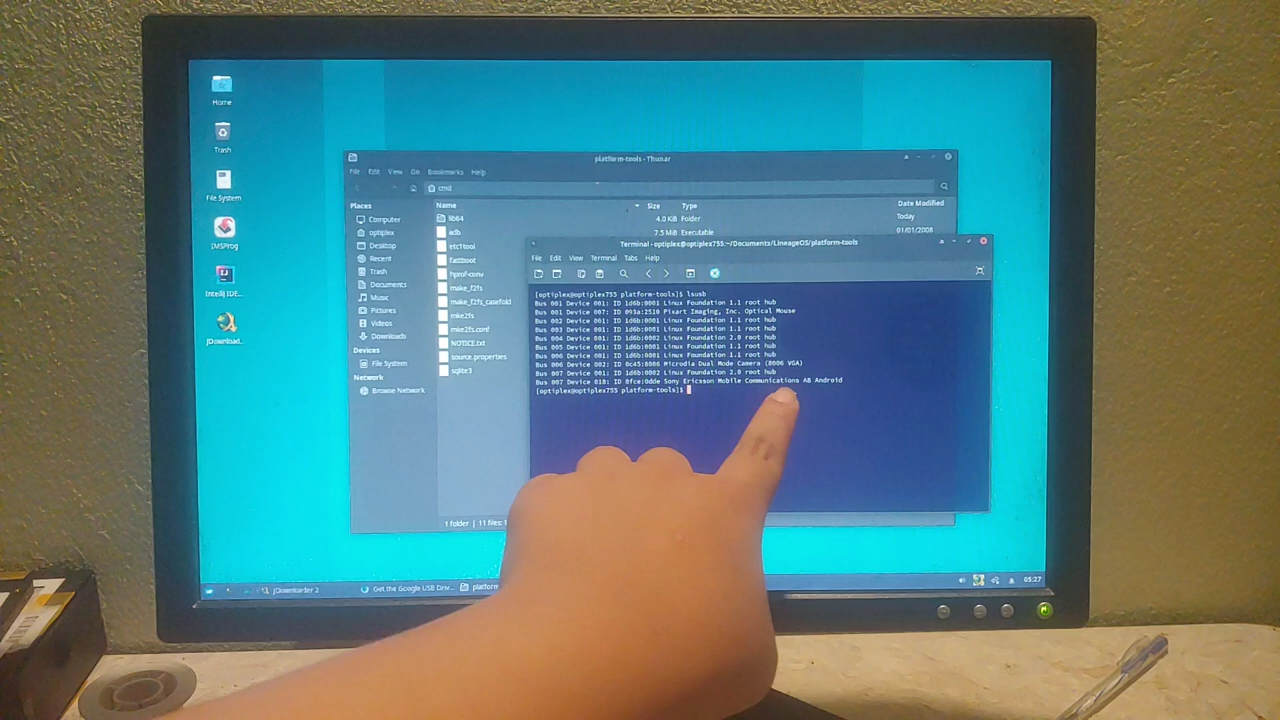 Home
Trash
File System
IMSProg
IntelliJ IDE...
JDownload...
platform-tools - Thunar
File Edit View Go Bookmarks Help
cmd
Places
Computer
optiplex
Desktop
Recent
Trash
Documents
Music
Pictures
Videos
Downloads
Devices
File System
Network
Browse Network
Name Size Type Date Modified
lib64 4.0 KiB Folder Today
adb 7.5 MiB Executable 01/01/2008
etc1tool
fastboot
hprof-conv
make_f2fs
make_f2fs_casefold
mke2fs
mke2fs.conf
NOTICE.txt
source.properties
sqlite3
1 folder | 11 files:
Terminal - optiplex@optiplex755:~/Documents/LineageOS/platform-tools
File Edit View Terminal Tabs Help
[optiplex@optiplex755 platform-tools]$ lsusb
Bus 001 Device 001: ID 1d6b:0001 Linux Foundation 1.1 root hub
Bus 001 Device 007: ID 093a:2510 Pixart Imaging, Inc. Optical Mouse
Bus 002 Device 001: ID 1d6b:0001 Linux Foundation 1.1 root hub
Bus 003 Device 001: ID 1d6b:0001 Linux Foundation 1.1 root hub
Bus 004 Device 001: ID 1d6b:0002 Linux Foundation 2.0 root hub
Bus 005 Device 001: ID 1d6b:0001 Linux Foundation 1.1 root hub
Bus 006 Device 001: ID 1d6b:0001 Linux Foundation 1.1 root hub
Bus 006 Device 002: ID 0c45:8006 Microdia Dual Mode Camera (8006 VGA)
Bus 007 Device 001: ID 1d6b:0002 Linux Foundation 2.0 root hub
Bus 007 Device 018: ID 0fce:0dde Sony Ericsson Mobile Communications AB Android
[optiplex@optiplex755 platform-tools]$
JDownloader 2 Get the Google USB Driv... platform 05:27